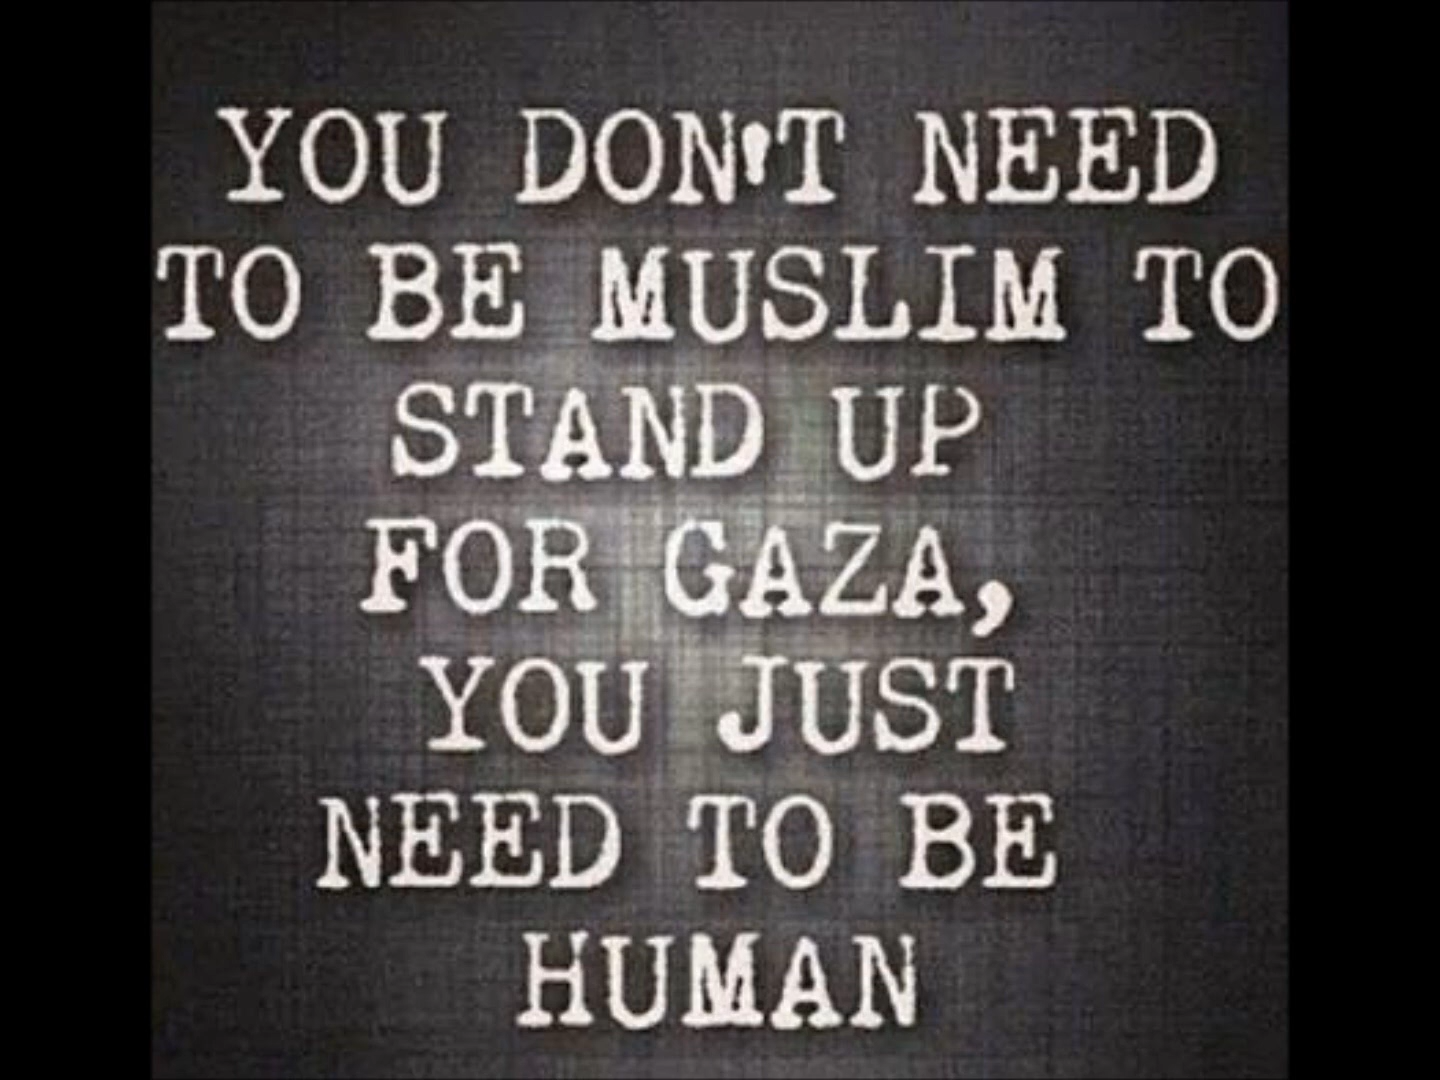 YOU DON'T NEED
TO BE MUSLIM TO
STAND UP
FOR GAZA,
YOU JUST
NEED TO BE
HUMAN